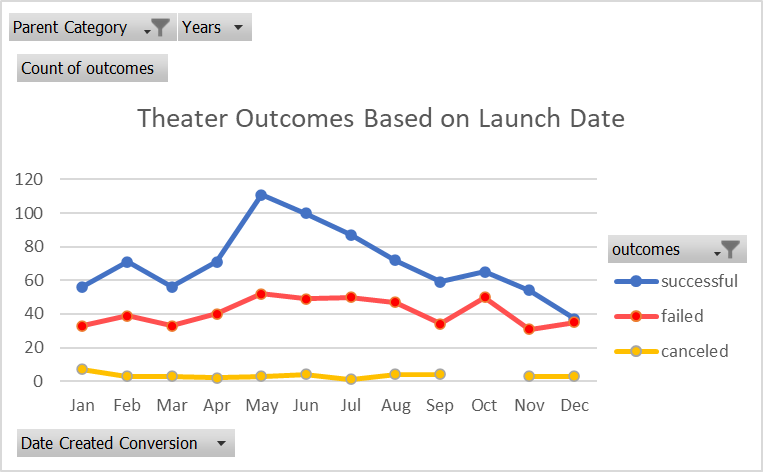 Parent Category Years
Count of outcomes
Theater Outcomes Based on Launch Date
120
100
80
60
40
20
0
Jan Feb Mar Apr May Jun Jul Aug Sep Oct Nov Dec
outcomes
successful
failed
canceled
Date Created Conversion